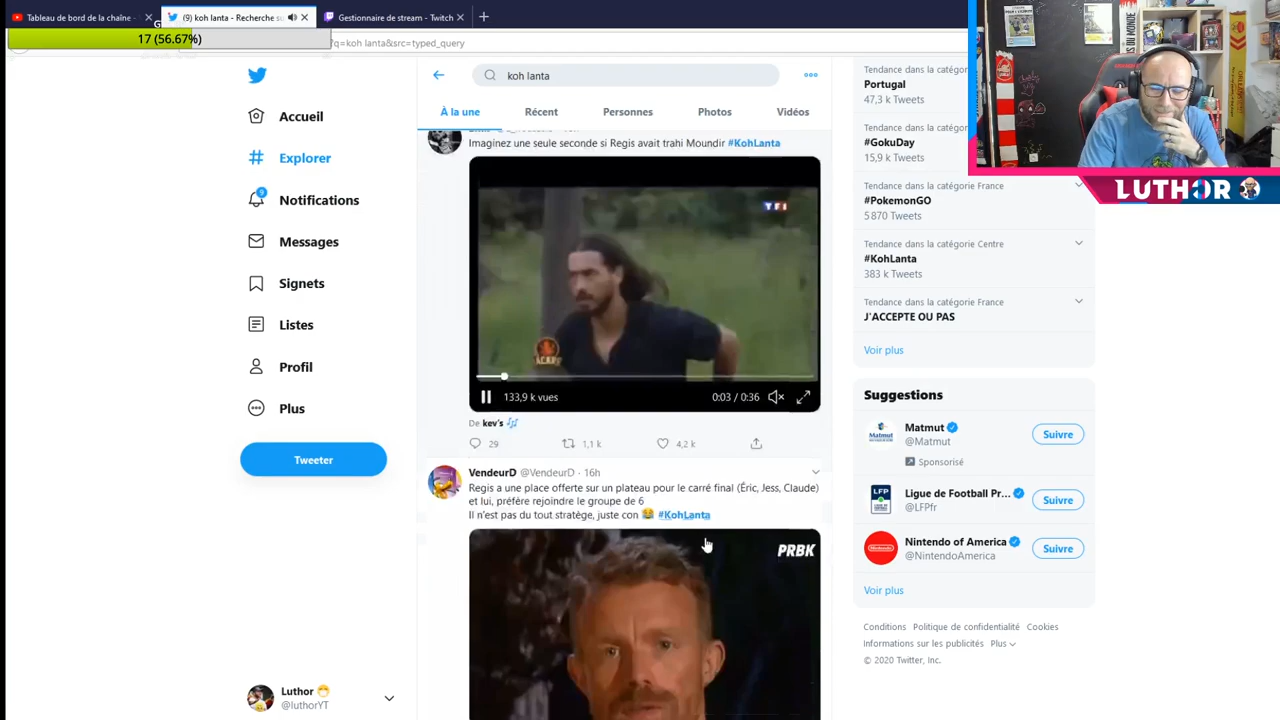 Tableau de bord de la chaîne -
(9) koh lanta - Recherche su
Gestionnaire de stream - Twitch
17 (56.67%)
?q=koh lanta&src=typed_query
koh lanta
À la une
Récent
Personnes
Photos
Vidéos
Accueil
Explorer
9
Notifications
Messages
Signets
Listes
Profil
Plus
Tweeter
Luthor
@luthorYT
Imaginez une seule seconde si Regis avait trahi Moundir #KohLanta
TF1
133,9 k vues
0:03 / 0:36
De kev's
29
1,1 k
4,2 k
VendeurD @VendeurD · 16h
Regis a une place offerte sur un plateau pour le carré final (Éric, Jess, Claude)
et lui, préfère rejoindre le groupe de 6
Il n'est pas du tout stratège, juste con 😂 #KohLanta
PRBK
Tendance dans la catégorie
Portugal
47,3 k Tweets
Tendance dans la catégorie
#GokuDay
15,9 k Tweets
Tendance dans la catégorie France
#PokemonGO
5 870 Tweets
Tendance dans la catégorie Centre
#KohLanta
383 k Tweets
Tendance dans la catégorie France
J'ACCEPTE OU PAS
Voir plus
Suggestions
Matmut
@Matmut
Suivre
Sponsorisé
LFP
Ligue de Football Pr...
@LFPfr
Suivre
Nintendo
Nintendo of America
@NintendoAmerica
Suivre
Voir plus
Conditions Politique de confidentialité Cookies
Informations sur les publicités Plus
© 2020 Twitter, Inc.
LUTHOR